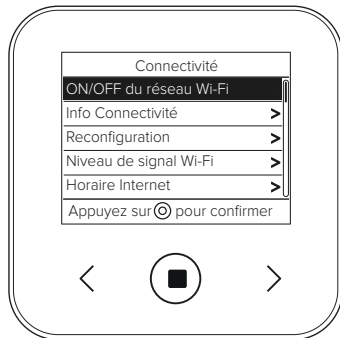 Connectivité
ON/OFF du réseau Wi-Fi
Info Connectivité >
Reconfiguration >
Niveau de signal Wi-Fi >
Horaire Internet >
Appuyez sur ⊚ pour confirmer